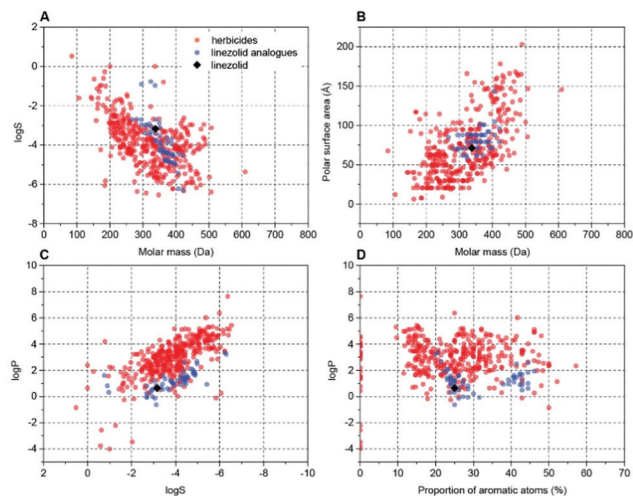 A
2
0
-2
-4
-6
-8
logS
herbicides
linezolid analogues
linezolid
0 100 200 300 400 500 600 700 800
Molar mass (Da)
B
200
150
100
50
0
Polar surface area (Å)
0 100 200 300 400 500 600 700 800
Molar mass (Da)
C
10
8
6
4
2
0
-2
-4
logP
2 0 -2 -4 -6 -8 -10
logS
D
10
8
6
4
2
0
-2
-4
logP
0 10 20 30 40 50 60 70
Proportion of aromatic atoms (%)